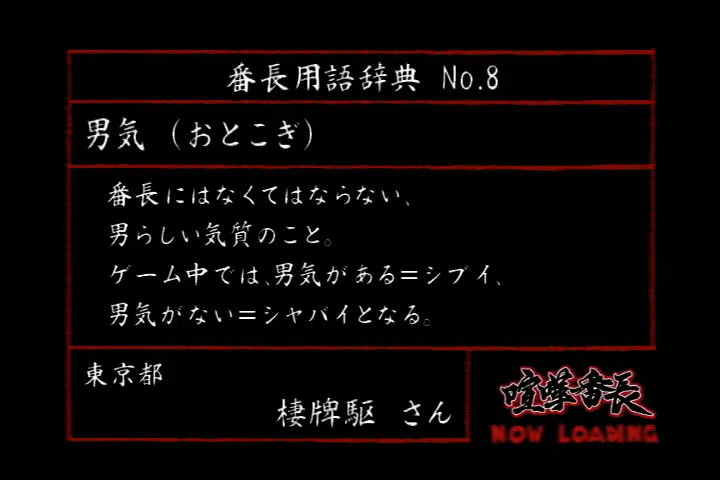 番長用語辞典 No.8
男気（おとこぎ）
番長にはなくてはならない、
男らしい気質のこと。
ゲーム中では、男気がある＝シブイ、
男気がない＝シャバイとなる。
東京都
棲牌駆 さん
喧嘩番長
NOW LOADING